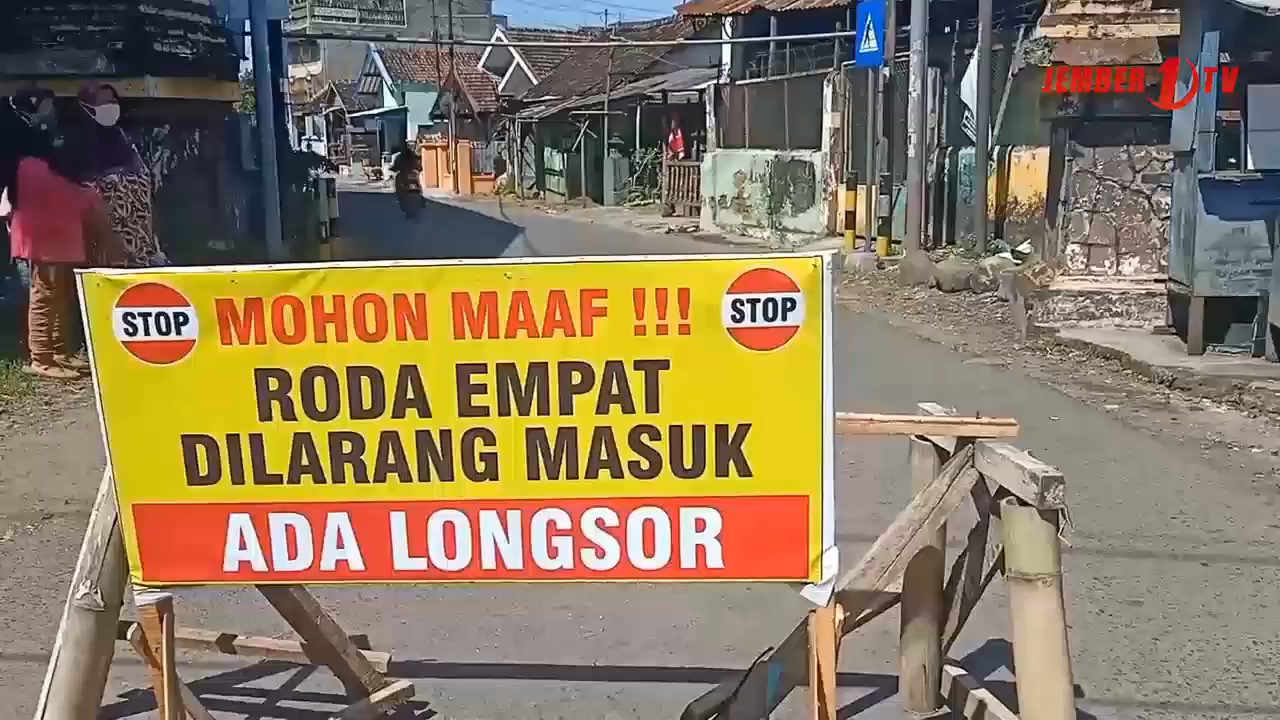 JEMBER 1 TV
STOP MOHON MAAF !!! STOP
RODA EMPAT
DILARANG MASUK
ADA LONGSOR